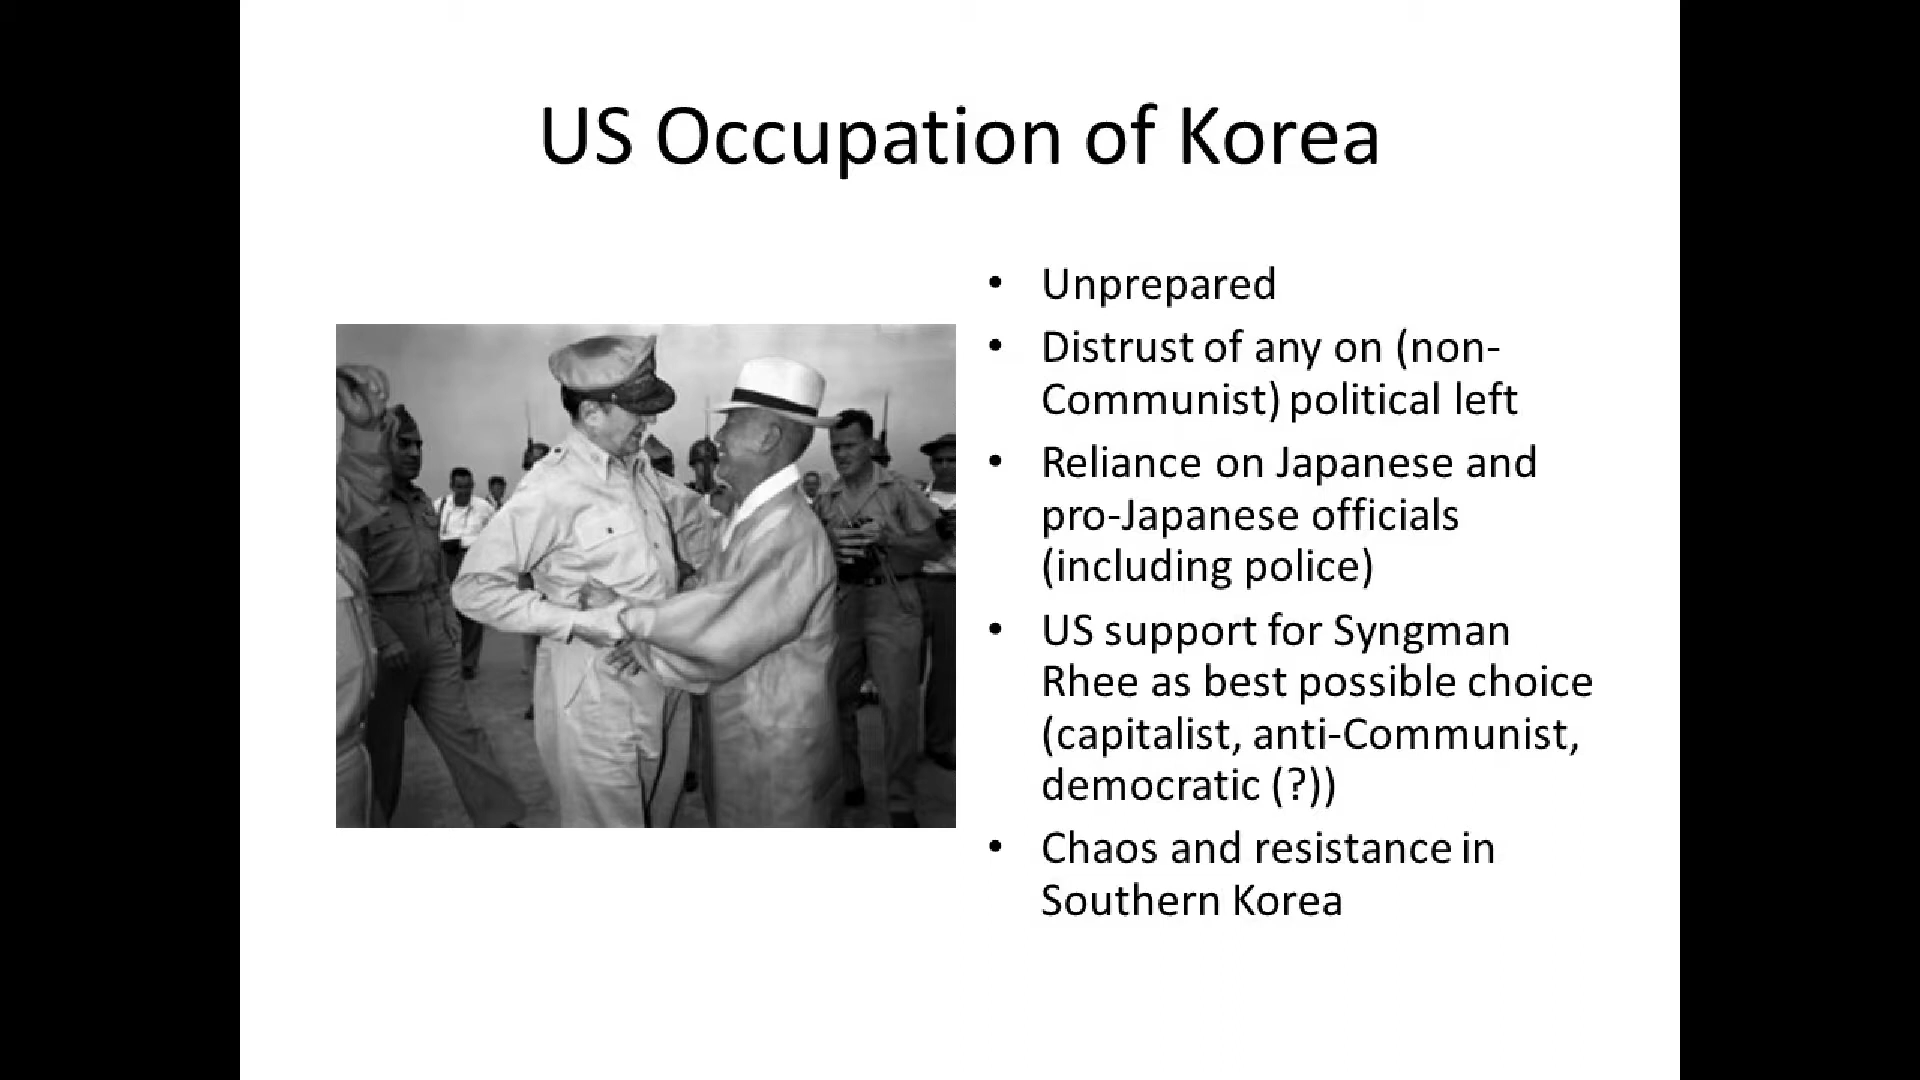 US Occupation of Korea
• Unprepared
• Distrust of any on (non-
Communist) political left
• Reliance on Japanese and
pro-Japanese officials
(including police)
• US support for Syngman
Rhee as best possible choice
(capitalist, anti-Communist,
democratic (?))
• Chaos and resistance in
Southern Korea